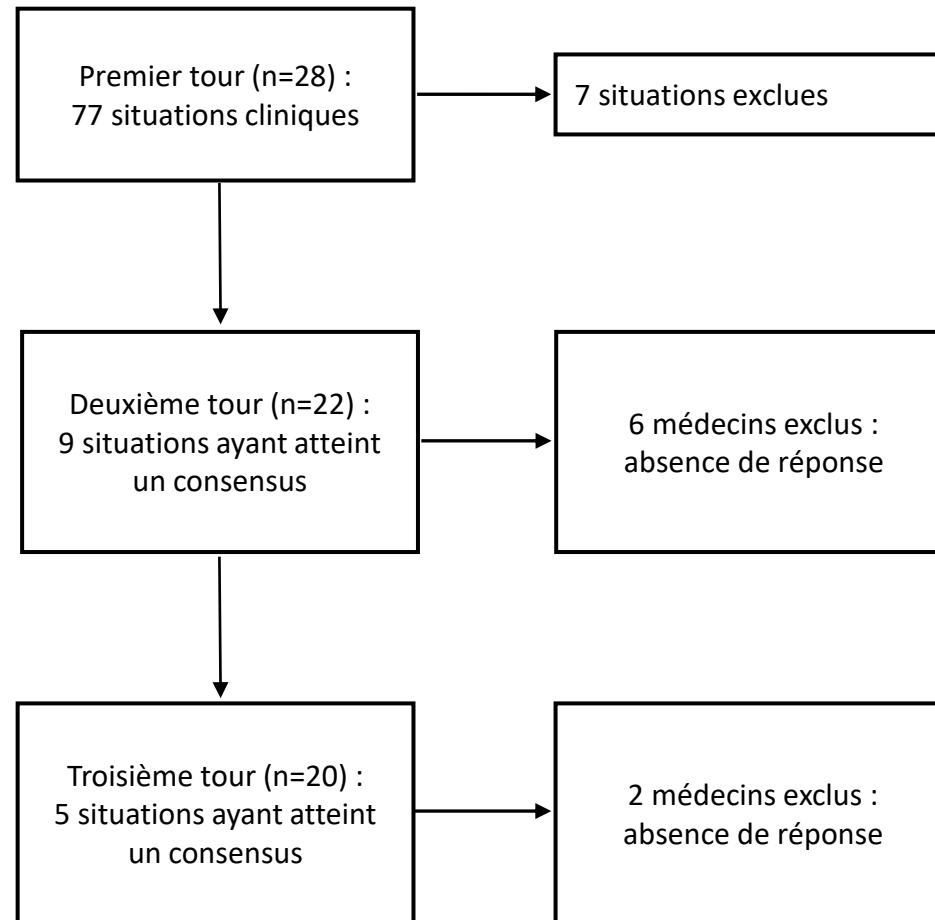 Premier tour (n=28) :
77 situations cliniques
7 situations exclues
Deuxième tour (n=22) :
9 situations ayant atteint
un consensus
6 médecins exclus :
absence de réponse
Troisième tour (n=20) :
5 situations ayant atteint
un consensus
2 médecins exclus :
absence de réponse